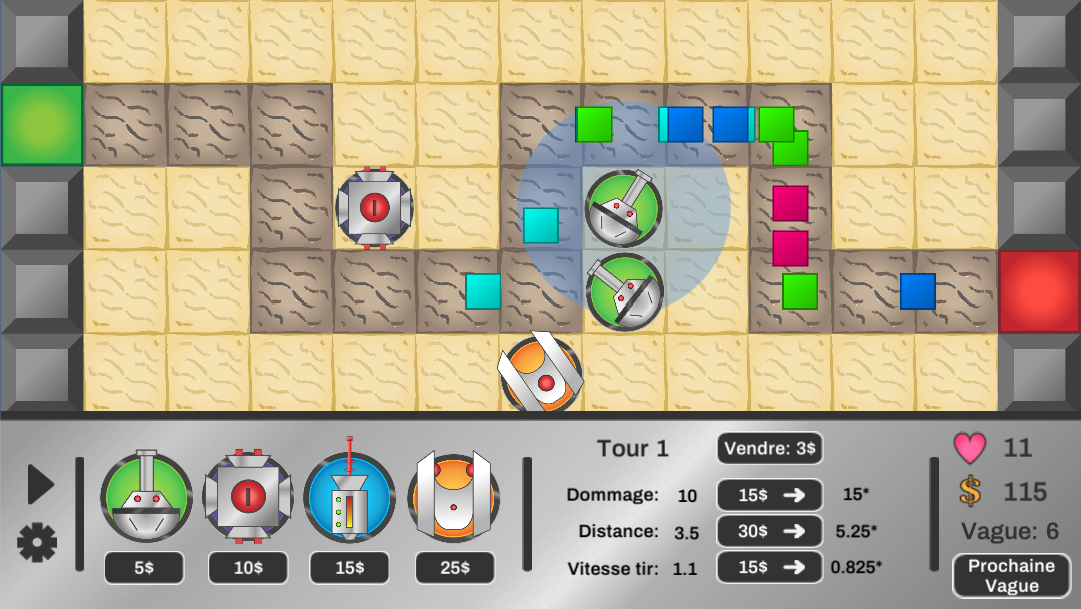 Tour 1
Vendre: 3$
Dommage: 10 15$ 15*
Distance: 3.5 30$ 5.25*
Vitesse tir: 1.1 15$ 0.825*
5$ 10$ 15$ 25$
11
115
Vague: 6
Prochaine
Vague